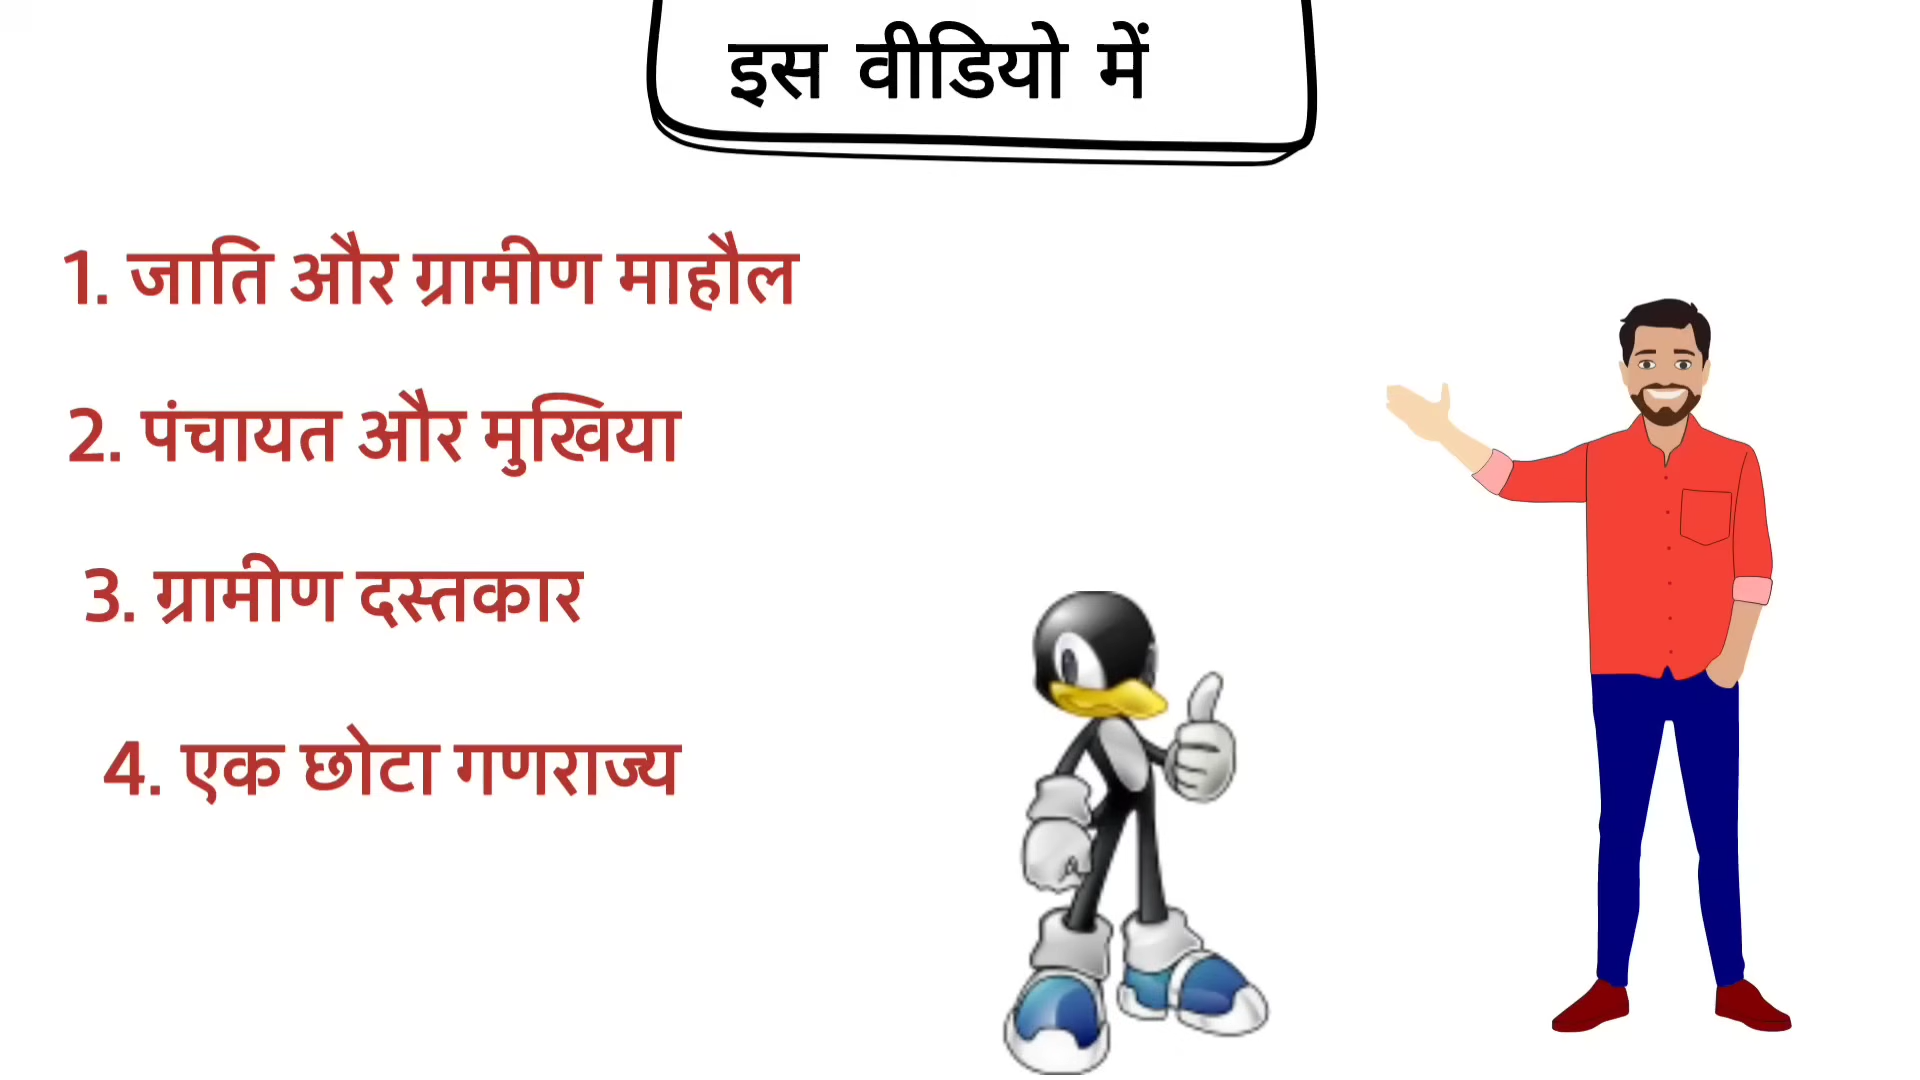 इस वीडियो में
1. जाति और ग्रामीण माहौल
2. पंचायत और मुखिया
3. ग्रामीण दस्तकार
4. एक छोटा गणराज्य